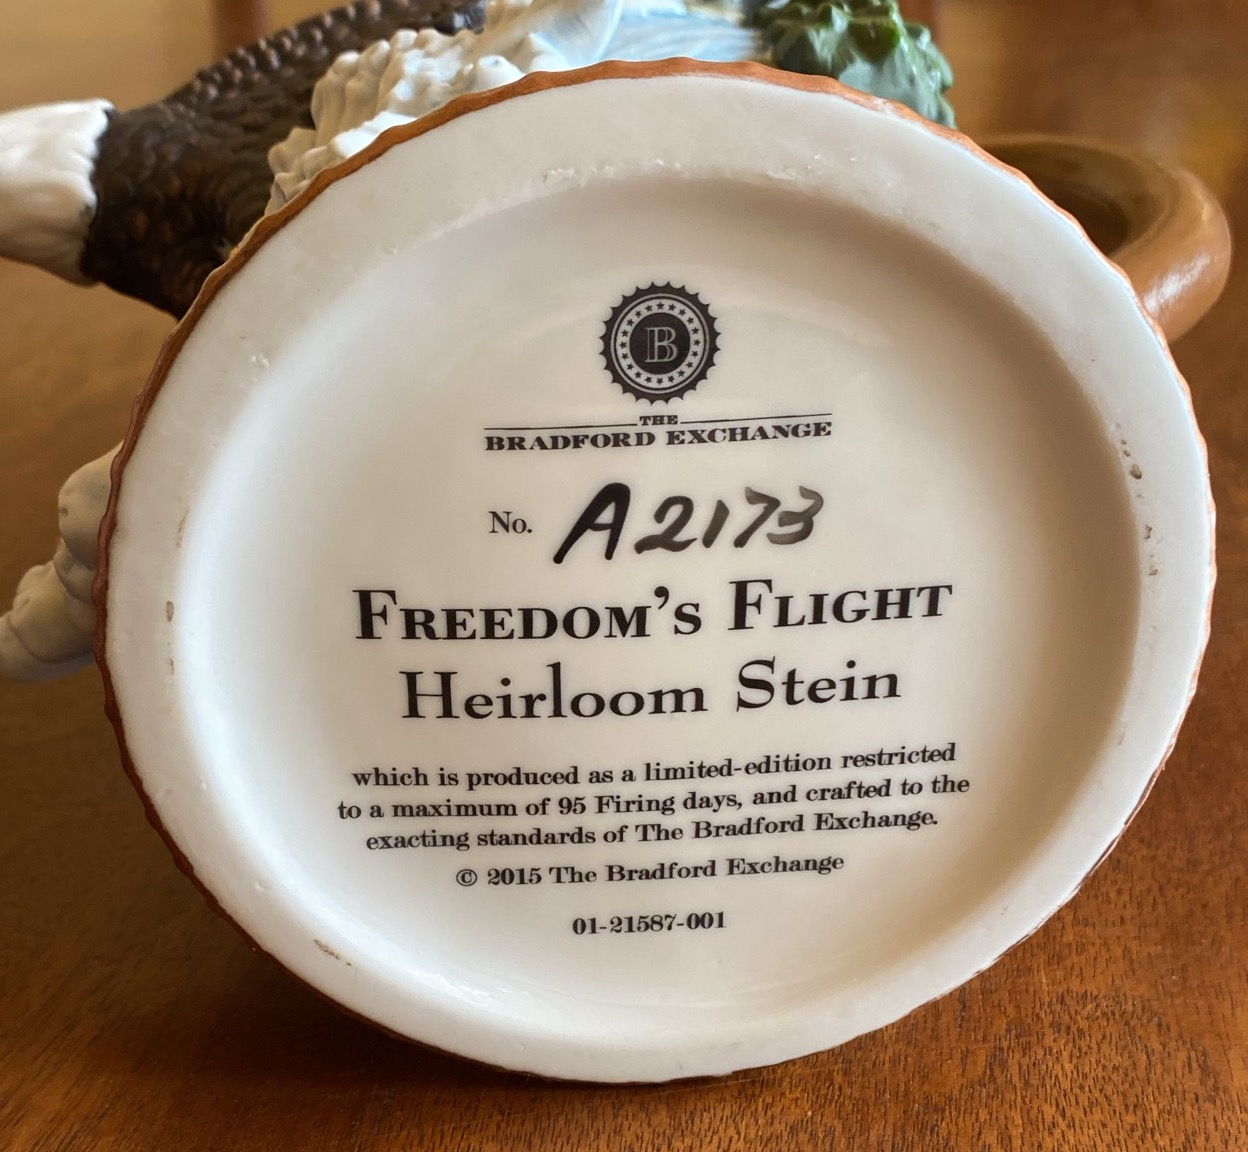 B
THE
BRADFORD EXCHANGE
No. A2173
FREEDOM'S FLIGHT
Heirloom Stein
which is produced as a limited-edition restricted
to a maximum of 95 Firing days, and crafted to the
exacting standards of The Bradford Exchange.
© 2015 The Bradford Exchange
01-21587-001